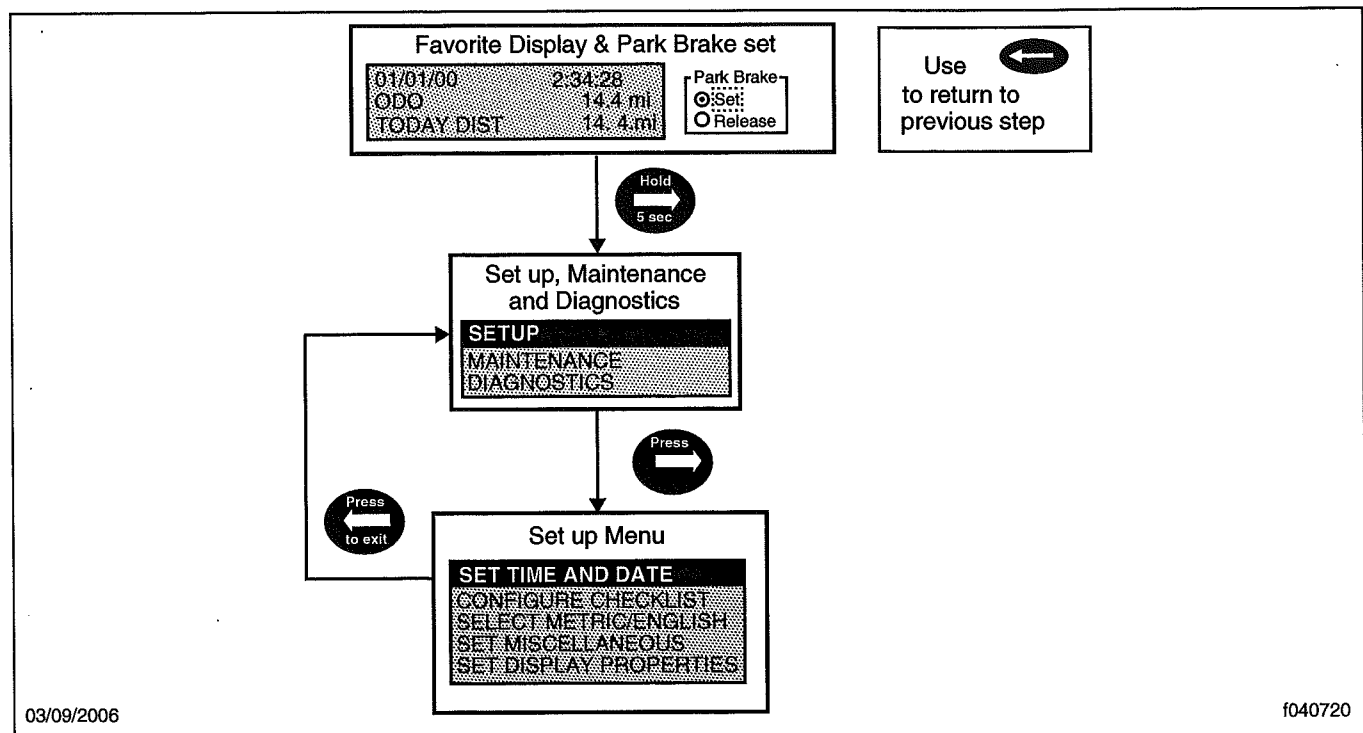 Favorite Display & Park Brake set
01/01/00 2:34:28
ODO 14.4 mi
TODAY DIST 14. 4.mi
Park Brake
Set
Release
Use
to return to
previous step
Hold
5 sec
Set up, Maintenance
and Diagnostics
SETUP
MAINTENANCE
DIAGNOSTICS
Press
Press
to exit
Set up Menu
SET TIME AND DATE
CONFIGURE CHECKLIST
SELECT METRIC/ENGLISH
SET MISCELLANEOUS
SET DISPLAY PROPERTIES
03/09/2006
f040720